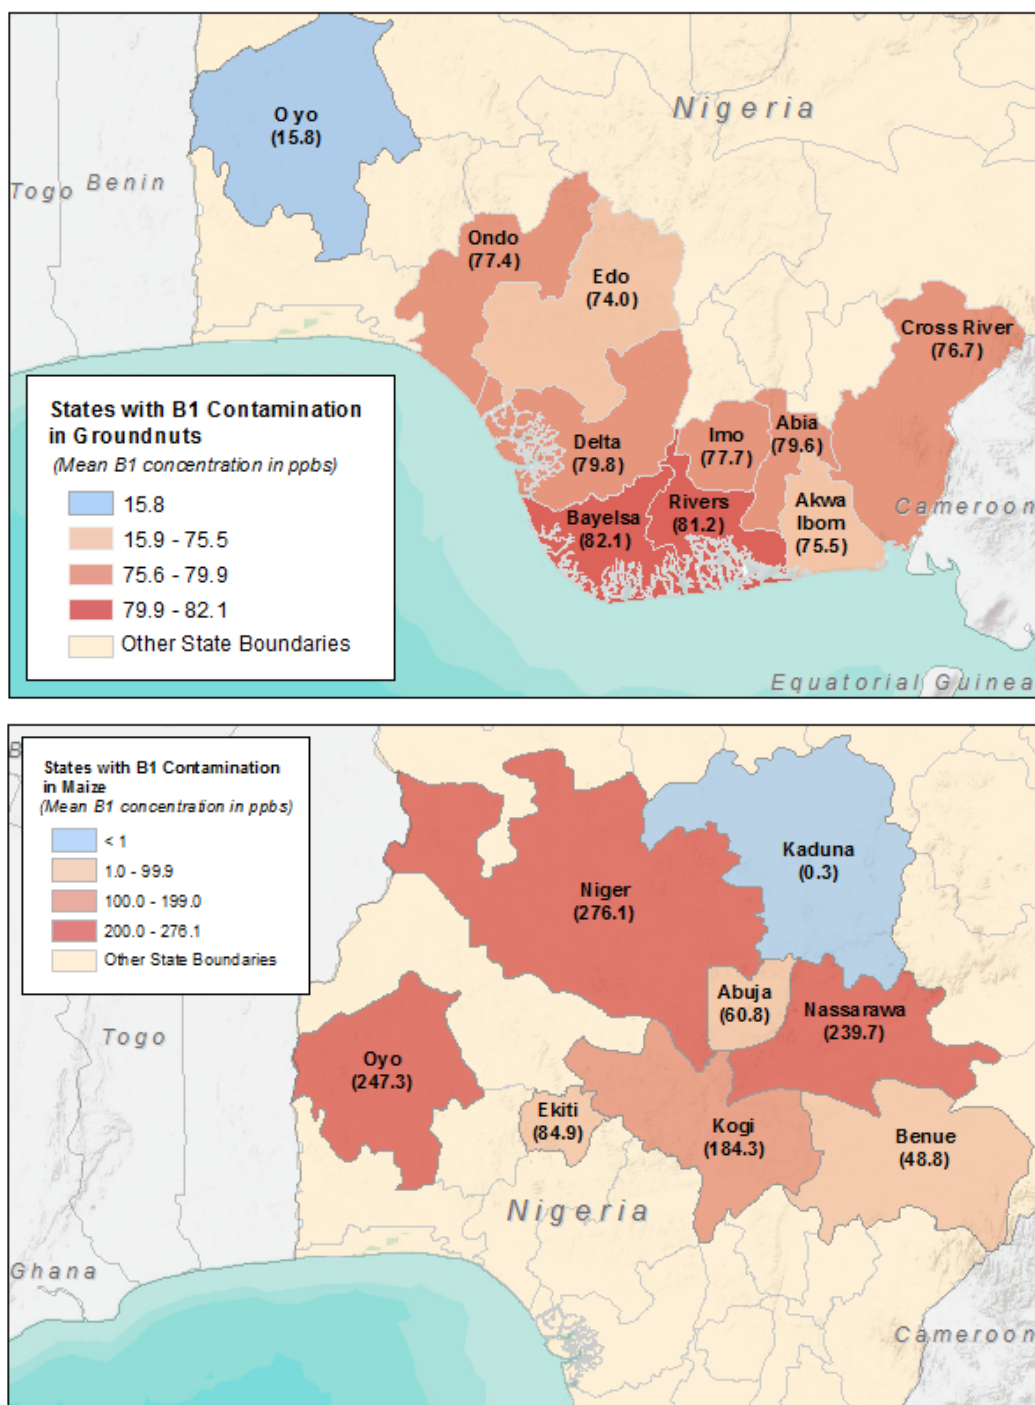 Oyo
(15.8)
Nigeria
Togo
Benin
Ondo
(77.4)
Edo
(74.0)
Cross River
(76.7)
States with B1 Contamination
in Groundnuts
(Mean B1 concentration in ppbs)
15.8
15.9 - 75.5
75.6 - 79.9
79.9 - 82.1
Other State Boundaries
Delta
(79.8)
Imo
(77.7)
Abia
(79.6)
Bayelsa
(82.1)
Rivers
(81.2)
Akwa
Ibom
(75.5)
Cameroon
Equatorial Guinea
B
States with B1 Contamination
in Maize
(Mean B1 concentration in ppbs)
< 1
1.0 - 99.9
100.0 - 199.0
200.0 - 276.1
Other State Boundaries
Kaduna
(0.3)
Niger
(276.1)
Abuja
(60.8)
Nassarawa
(239.7)
Togo
Oyo
(247.3)
Ekiti
(84.9)
Kogi
(184.3)
Benue
(48.8)
Nigeria
Ghana
Cameroon